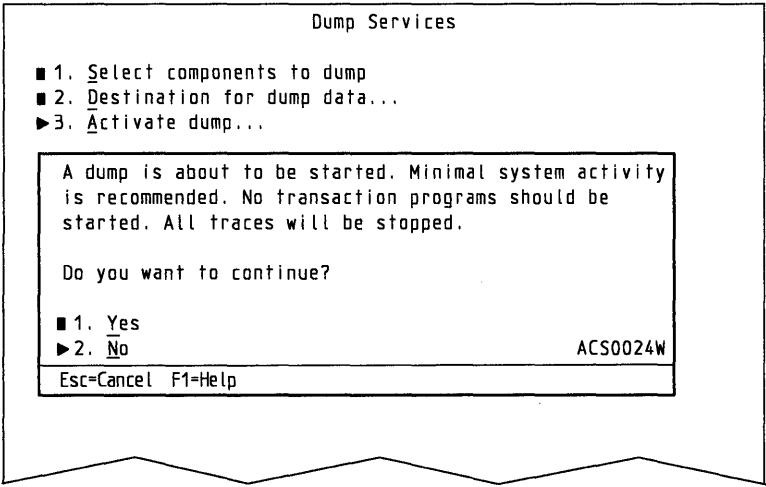 Dump Services
■ 1. Select components to dump
■ 2. Destination for dump data...
▶ 3. Activate dump...
A dump is about to be started. Minimal system activity
is recommended. No transaction programs should be
started. All traces will be stopped.
Do you want to continue?
■ 1. Yes
▶ 2. No ACS0024W
Esc=Cancel F1=Help